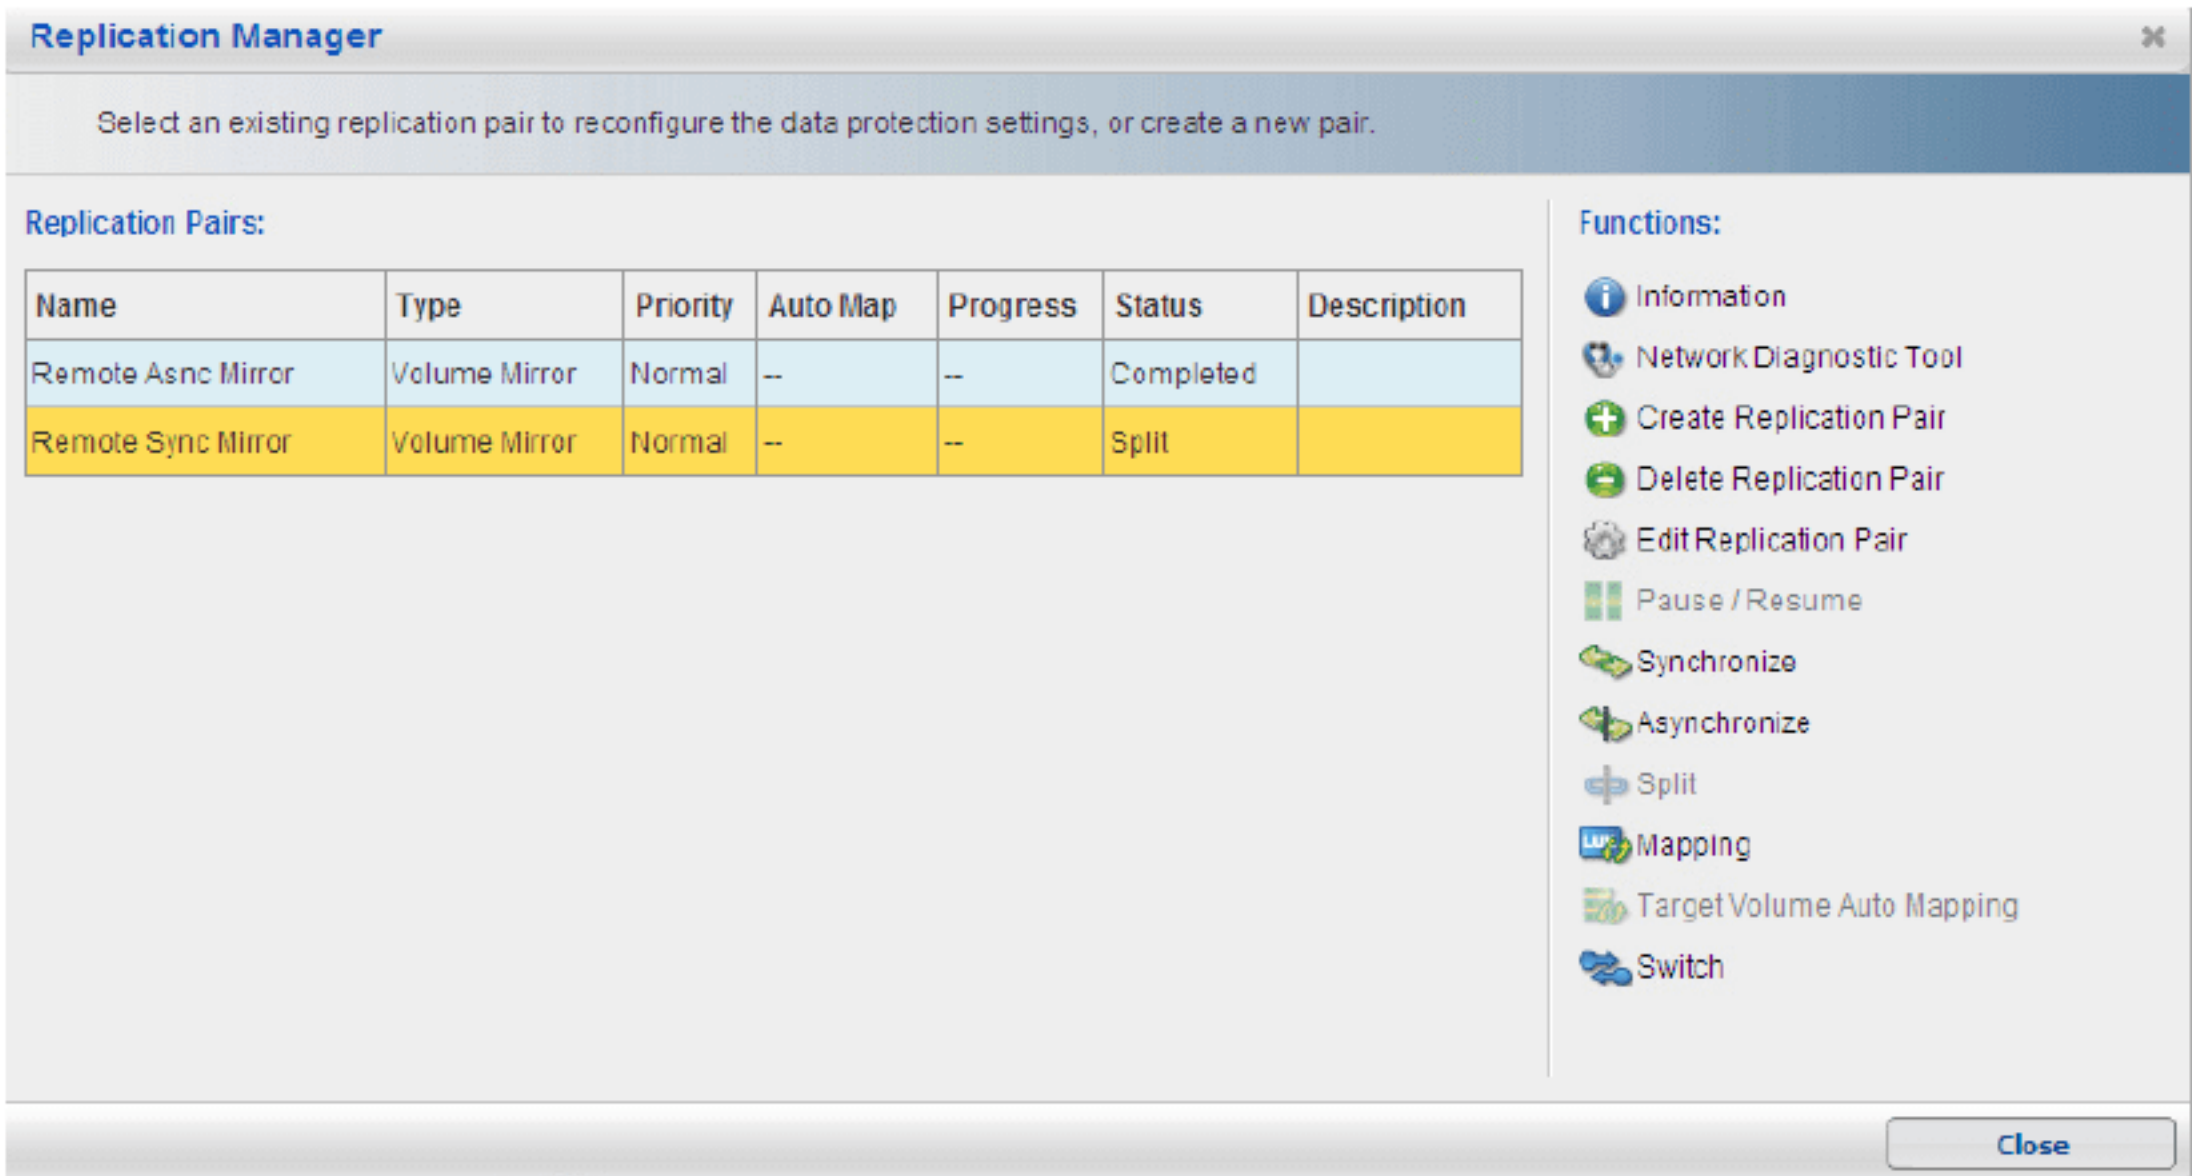 Replication Manager
Select an existing replication pair to reconfigure the data protection settings, or create a new pair.
Replication Pairs:
Name Type Priority Auto Map Progress Status Description
Remote Asnc Mirror Volume Mirror Normal -- -- Completed
Remote Sync Mirror Volume Mirror Normal -- -- Split
Functions:
Information
Network Diagnostic Tool
Create Replication Pair
Delete Replication Pair
Edit Replication Pair
Pause / Resume
Synchronize
Asynchronize
Split
Mapping
Target Volume Auto Mapping
Switch
Close